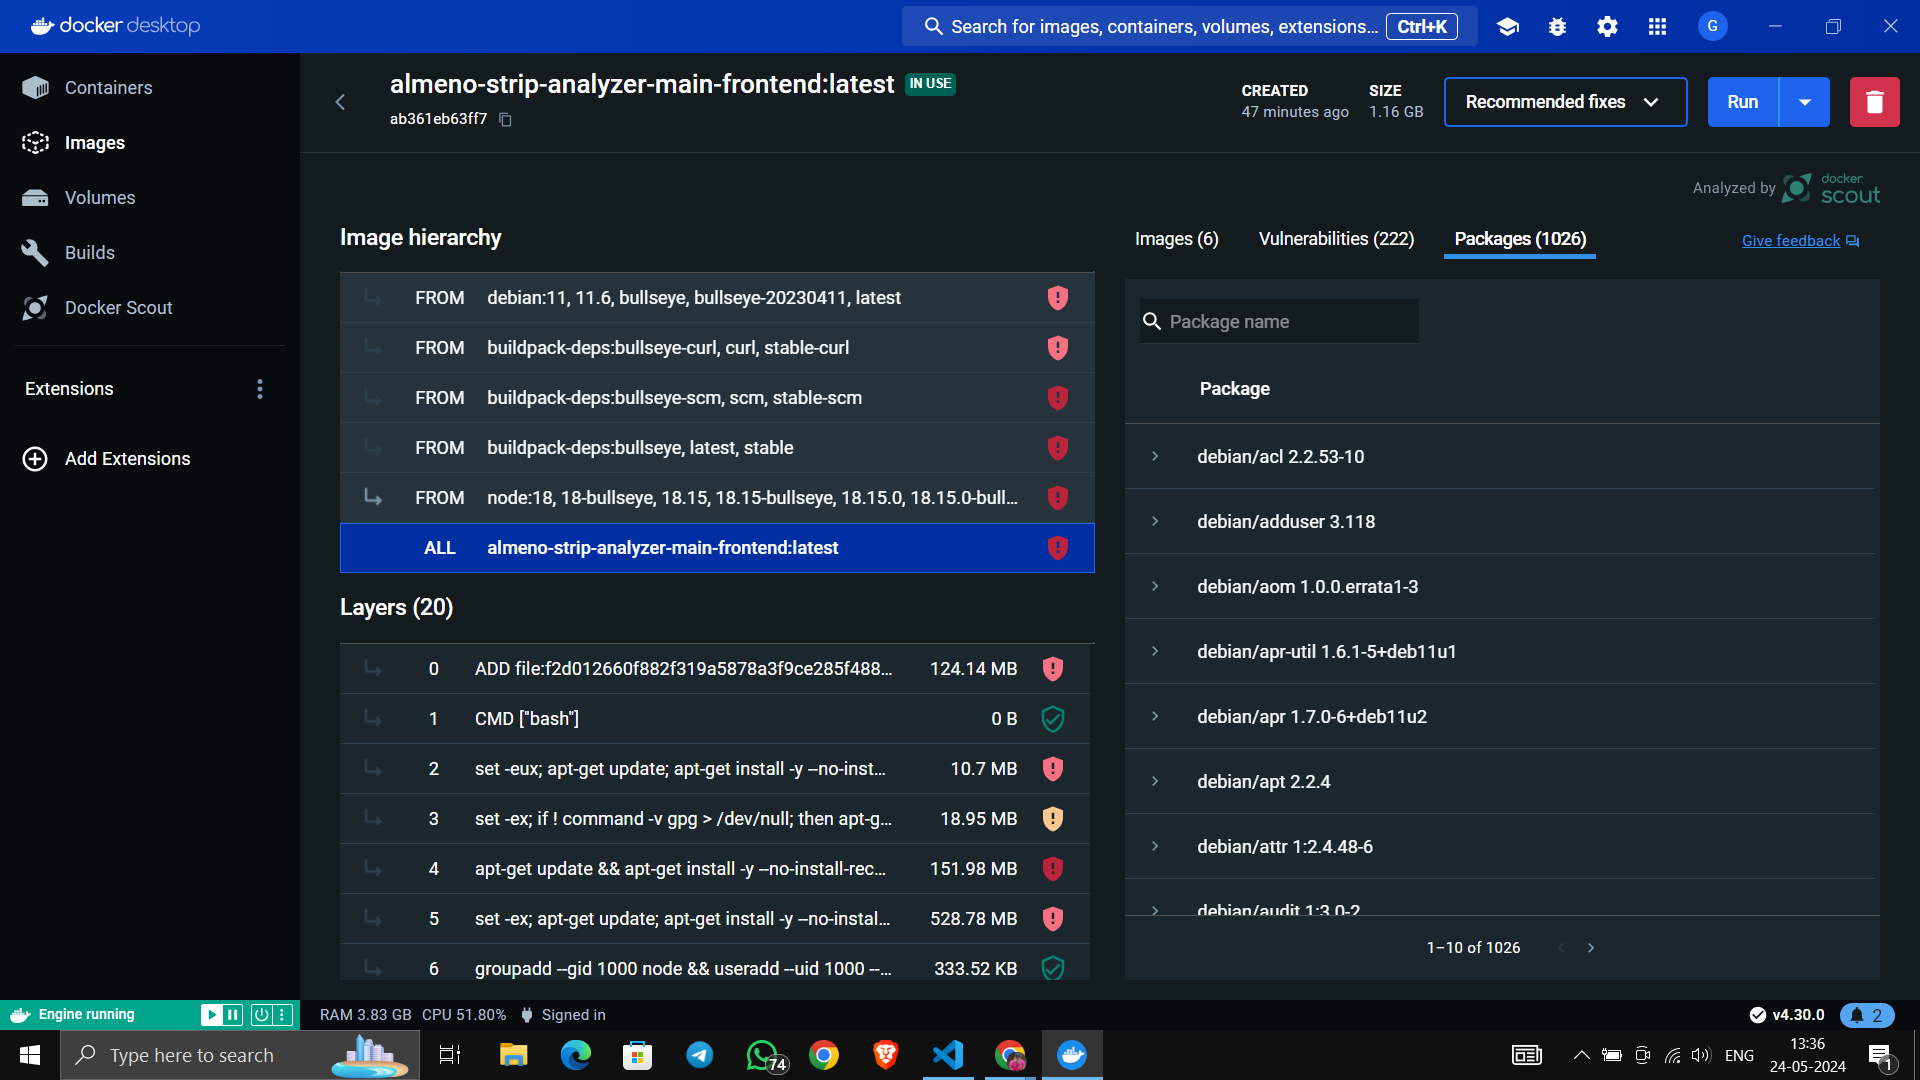 docker desktop
Search for images, containers, volumes, extensions... Ctrl+K
G
Containers
Images
Volumes
Builds
Docker Scout
Extensions
Add Extensions
almeno-strip-analyzer-main-frontend:latest IN USE
ab361eb63ff7
CREATED
47 minutes ago
SIZE
1.16 GB
Recommended fixes
Run
Analyzed by docker scout
Image hierarchy
FROM debian:11, 11.6, bullseye, bullseye-20230411, latest
FROM buildpack-deps:bullseye-curl, curl, stable-curl
FROM buildpack-deps:bullseye-scm, scm, stable-scm
FROM buildpack-deps:bullseye, latest, stable
FROM node:18, 18-bullseye, 18.15, 18.15-bullseye, 18.15.0, 18.15.0-bull...
ALL almeno-strip-analyzer-main-frontend:latest
Layers (20)
0 ADD file:f2d012660f882f319a5878a3f9ce285f488... 124.14 MB
1 CMD ["bash"] 0 B
2 set -eux; apt-get update; apt-get install -y --no-inst... 10.7 MB
3 set -ex; if ! command -v gpg > /dev/null; then apt-g... 18.95 MB
4 apt-get update && apt-get install -y --no-install-rec... 151.98 MB
5 set -ex; apt-get update; apt-get install -y --no-instal... 528.78 MB
6 groupadd --gid 1000 node && useradd --uid 1000 --... 333.52 KB
Images (6) Vulnerabilities (222) Packages (1026) Give feedback
Package name
Package
debian/acl 2.2.53-10
debian/adduser 3.118
debian/aom 1.0.0.errata1-3
debian/apr-util 1.6.1-5+deb11u1
debian/apr 1.7.0-6+deb11u2
debian/apt 2.2.4
debian/attr 1:2.4.48-6
debian/audit 1:3.0-2
1–10 of 1026
Engine running
RAM 3.83 GB CPU 51.80% Signed in
v4.30.0 2
Type here to search
74
ENG
13:36
24-05-2024
1